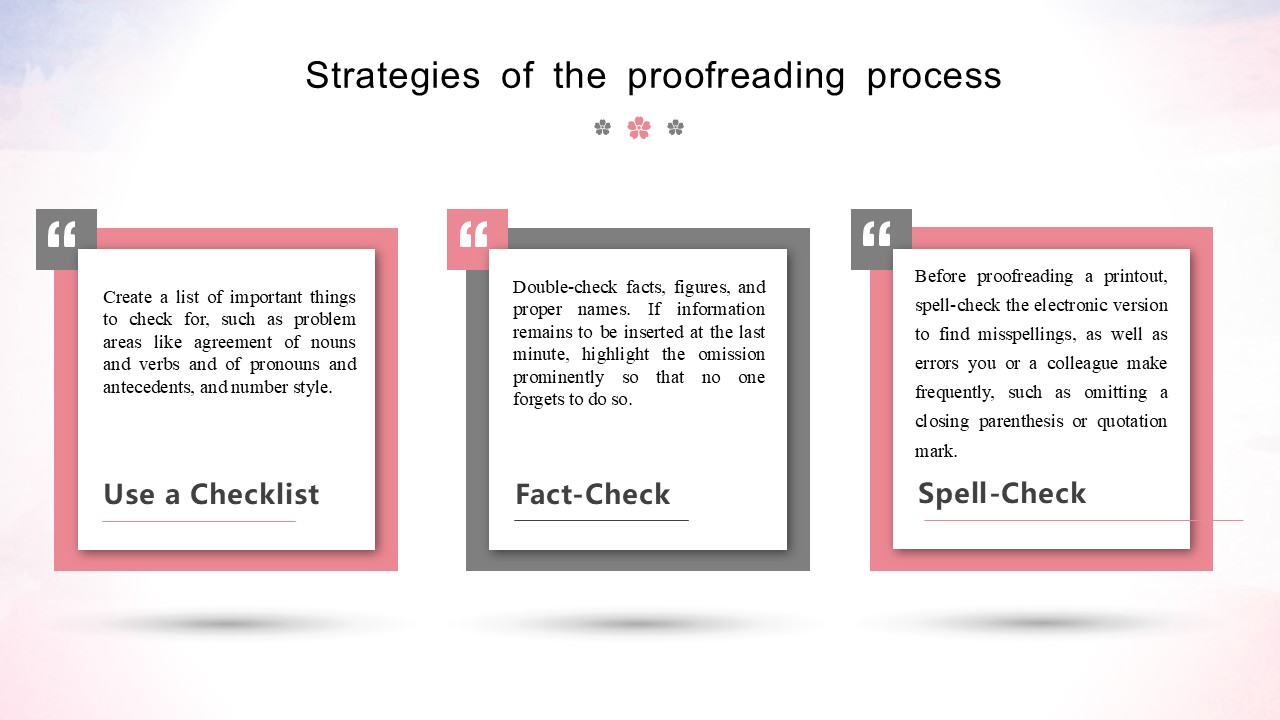 Strategies of the proofreading process
“
Create a list of important things
to check for, such as problem
areas like agreement of nouns
and verbs and of pronouns and
antecedents, and number style.
Use a Checklist
“
Double-check facts, figures, and
proper names. If information
remains to be inserted at the last
minute, highlight the omission
prominently so that no one
forgets to do so.
Fact-Check
“
Before proofreading a printout,
spell-check the electronic version
to find misspellings, as well as
errors you or a colleague make
frequently, such as omitting a
closing parenthesis or quotation
mark.
Spell-Check